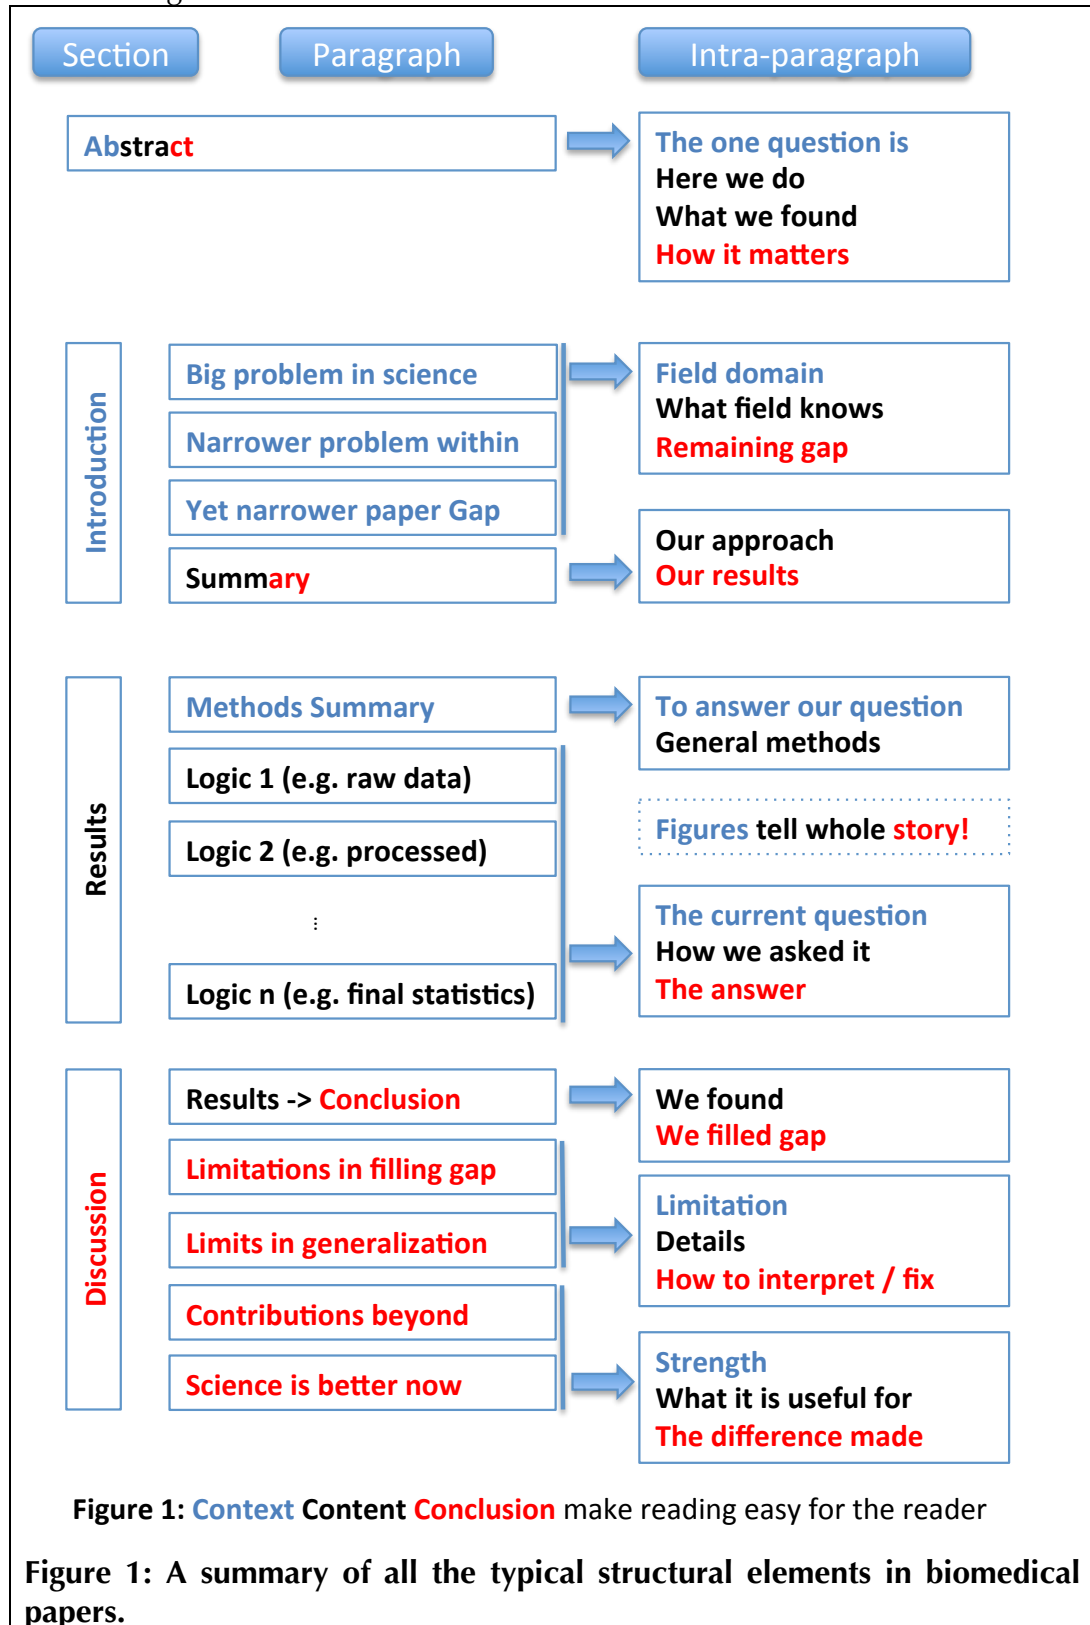 Section
Paragraph
Intra-paragraph
Abstract
The one question is
Here we do
What we found
How it matters
Introduction
Big problem in science
Narrower problem within
Yet narrower paper Gap
Summary
Field domain
What field knows
Remaining gap
Our approach
Our results
Results
Methods Summary
Logic 1 (e.g. raw data)
Logic 2 (e.g. processed)
...
Logic n (e.g. final statistics)
To answer our question
General methods
Figures tell whole story!
The current question
How we asked it
The answer
Discussion
Results -> Conclusion
Limitations in filling gap
Limits in generalization
Contributions beyond
Science is better now
We found
We filled gap
Limitation
Details
How to interpret / fix
Strength
What it is useful for
The difference made
Figure 1: Context Content Conclusion make reading easy for the reader
Figure 1: A summary of all the typical structural elements in biomedical
papers.